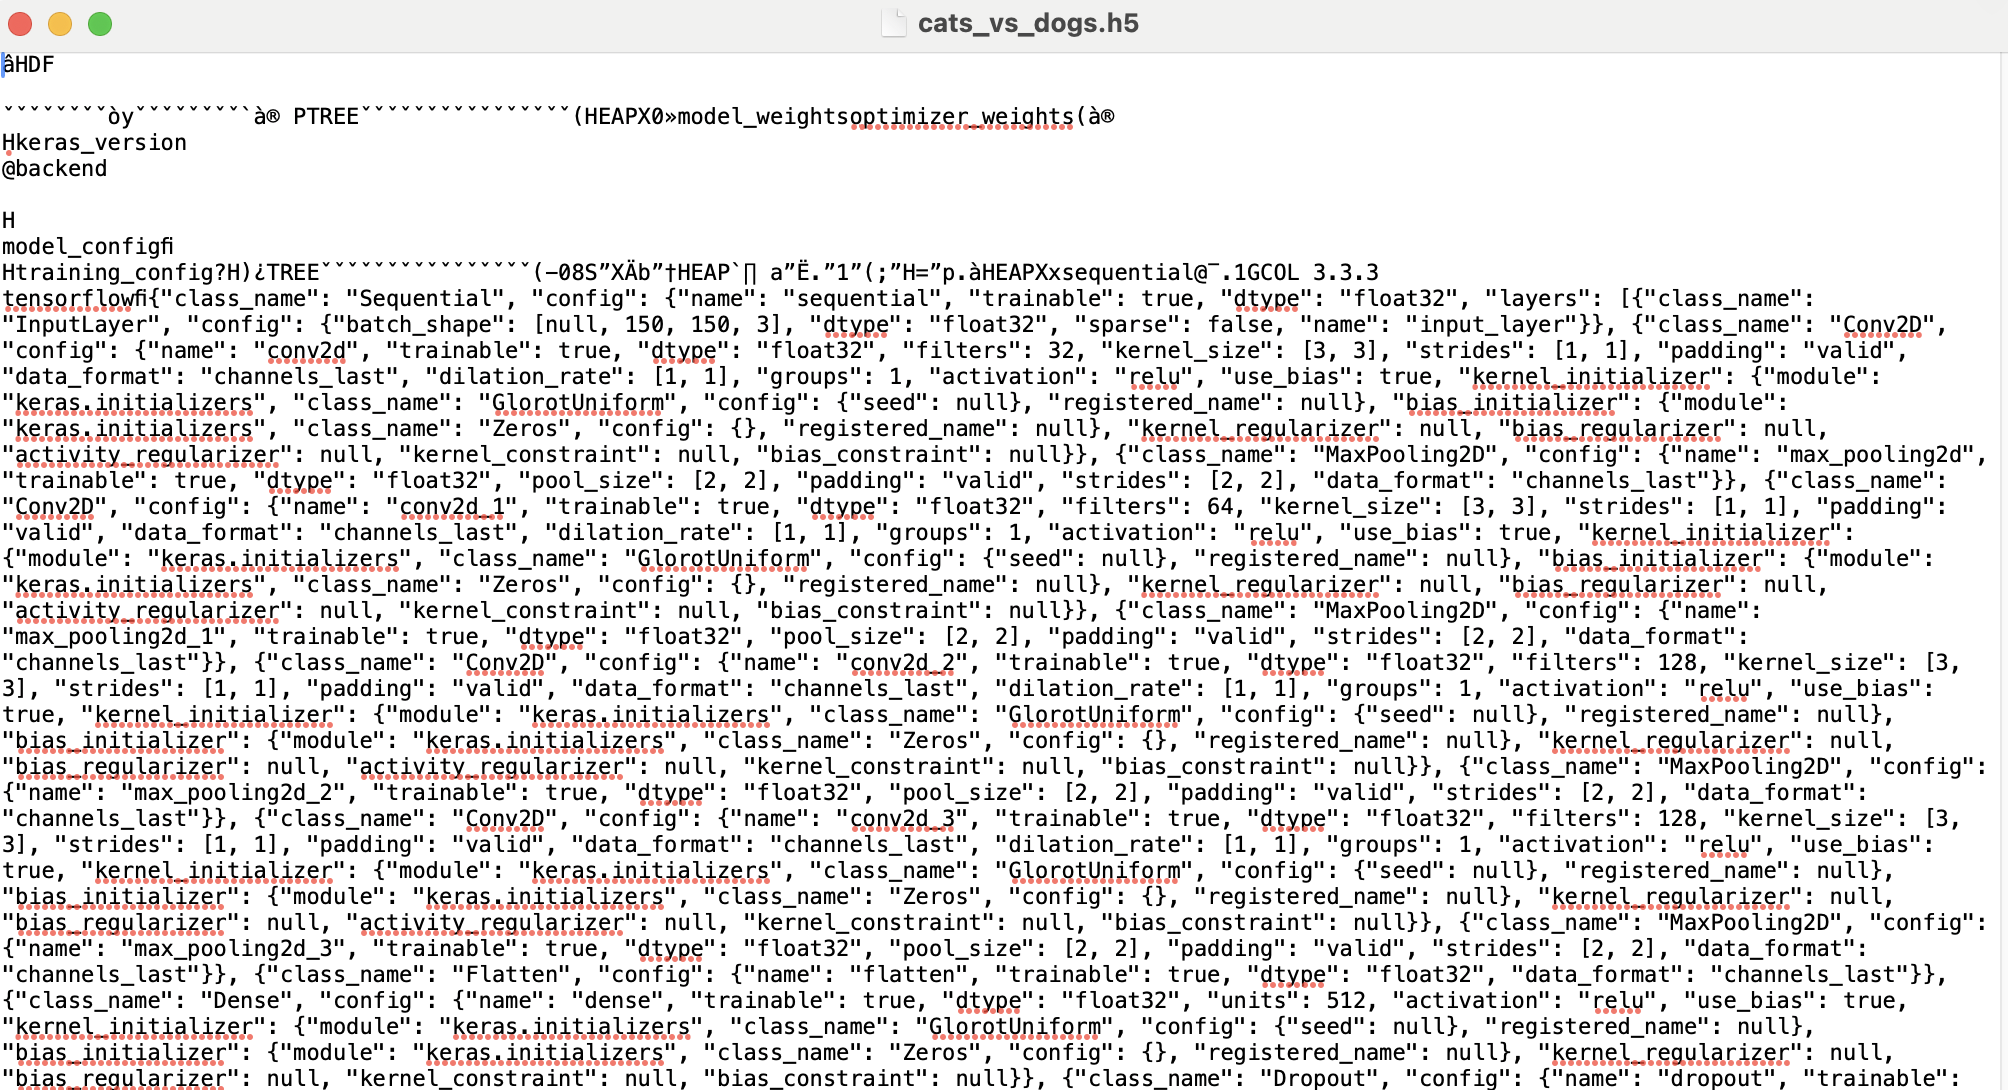 cats_vs_dogs.h5
âHDF
ˇˇˇˇˇˇˇˇòyˇˇˇˇˇˇˇˇˋà® PTREEˇˇˇˇˇˇˇˇˇˇˇˇˇˇˇˇ(HEAPX0»model_weightsoptimizer_weights(à®
Hkeras_version
@backend
H
model_configﬁ
Htraining_config?H)¿TREEˇˇˇˇˇˇˇˇˇˇˇˇˇˇˇˇ(—08S”XÄb”†HEAP`∏ a”Ë.”1”(;”H=”p.àHEAPXxsequential@¯.1GCOL 3.3.3
tensorflowﬁ{"class_name": "Sequential", "config": {"name": "sequential", "trainable": true, "dtype": "float32", "layers": [{"class_name":
"InputLayer", "config": {"batch_shape": [null, 150, 150, 3], "dtype": "float32", "sparse": false, "name": "input_layer"}}, {"class_name": "Conv2D",
"config": {"name": "conv2d", "trainable": true, "dtype": "float32", "filters": 32, "kernel_size": [3, 3], "strides": [1, 1], "padding": "valid",
"data_format": "channels_last", "dilation_rate": [1, 1], "groups": 1, "activation": "relu", "use_bias": true, "kernel_initializer": {"module":
"keras.initializers", "class_name": "GlorotUniform", "config": {"seed": null}, "registered_name": null}, "bias_initializer": {"module":
"keras.initializers", "class_name": "Zeros", "config": {}, "registered_name": null}, "kernel_regularizer": null, "bias_regularizer": null,
"activity_regularizer": null, "kernel_constraint": null, "bias_constraint": null}}, {"class_name": "MaxPooling2D", "config": {"name": "max_pooling2d",
"trainable": true, "dtype": "float32", "pool_size": [2, 2], "padding": "valid", "strides": [2, 2], "data_format": "channels_last"}}, {"class_name":
"Conv2D", "config": {"name": "conv2d_1", "trainable": true, "dtype": "float32", "filters": 64, "kernel_size": [3, 3], "strides": [1, 1], "padding":
"valid", "data_format": "channels_last", "dilation_rate": [1, 1], "groups": 1, "activation": "relu", "use_bias": true, "kernel_initializer":
{"module": "keras.initializers", "class_name": "GlorotUniform", "config": {"seed": null}, "registered_name": null}, "bias_initializer": {"module":
"keras.initializers", "class_name": "Zeros", "config": {}, "registered_name": null}, "kernel_regularizer": null, "bias_regularizer": null,
"activity_regularizer": null, "kernel_constraint": null, "bias_constraint": null}}, {"class_name": "MaxPooling2D", "config": {"name":
"max_pooling2d_1", "trainable": true, "dtype": "float32", "pool_size": [2, 2], "padding": "valid", "strides": [2, 2], "data_format":
"channels_last"}}, {"class_name": "Conv2D", "config": {"name": "conv2d_2", "trainable": true, "dtype": "float32", "filters": 128, "kernel_size": [3,
3], "strides": [1, 1], "padding": "valid", "data_format": "channels_last", "dilation_rate": [1, 1], "groups": 1, "activation": "relu", "use_bias":
true, "kernel_initializer": {"module": "keras.initializers", "class_name": "GlorotUniform", "config": {"seed": null}, "registered_name": null},
"bias_initializer": {"module": "keras.initializers", "class_name": "Zeros", "config": {}, "registered_name": null}, "kernel_regularizer": null,
"bias_regularizer": null, "activity_regularizer": null, "kernel_constraint": null, "bias_constraint": null}}, {"class_name": "MaxPooling2D", "config":
{"name": "max_pooling2d_2", "trainable": true, "dtype": "float32", "pool_size": [2, 2], "padding": "valid", "strides": [2, 2], "data_format":
"channels_last"}}, {"class_name": "Conv2D", "config": {"name": "conv2d_3", "trainable": true, "dtype": "float32", "filters": 128, "kernel_size": [3,
3], "strides": [1, 1], "padding": "valid", "data_format": "channels_last", "dilation_rate": [1, 1], "groups": 1, "activation": "relu", "use_bias":
true, "kernel_initializer": {"module": "keras.initializers", "class_name": "GlorotUniform", "config": {"seed": null}, "registered_name": null},
"bias_initializer": {"module": "keras.initializers", "class_name": "Zeros", "config": {}, "registered_name": null}, "kernel_regularizer": null,
"bias_regularizer": null, "activity_regularizer": null, "kernel_constraint": null, "bias_constraint": null}}, {"class_name": "MaxPooling2D", "config":
{"name": "max_pooling2d_3", "trainable": true, "dtype": "float32", "pool_size": [2, 2], "padding": "valid", "strides": [2, 2], "data_format":
"channels_last"}}, {"class_name": "Flatten", "config": {"name": "flatten", "trainable": true, "dtype": "float32", "data_format": "channels_last"}},
{"class_name": "Dense", "config": {"name": "dense", "trainable": true, "dtype": "float32", "units": 512, "activation": "relu", "use_bias": true,
"kernel_initializer": {"module": "keras.initializers", "class_name": "GlorotUniform", "config": {"seed": null}, "registered_name": null},
"bias_initializer": {"module": "keras.initializers", "class_name": "Zeros", "config": {}, "registered_name": null}, "kernel_regularizer": null,
"bias_regularizer": null, "kernel_constraint": null, "bias_constraint": null}}, {"class_name": "Dropout", "config": {"name": "dropout", "trainable":